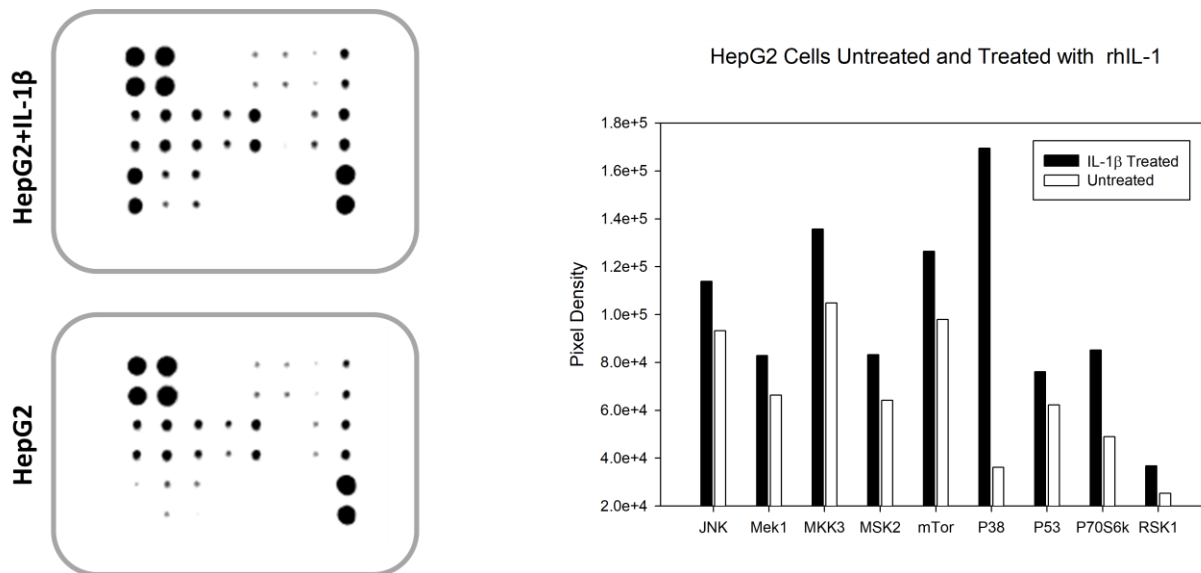 HepG2+IL-1β
HepG2
HepG2 Cells Untreated and Treated with rhIL-1
Pixel Density
1.8e+5
1.6e+5
1.4e+5
1.2e+5
1.0e+5
8.0e+4
6.0e+4
4.0e+4
2.0e+4
IL-1β Treated
Untreated
JNK Mek1 MKK3 MSK2 mTor P38 P53 P70S6k RSK1